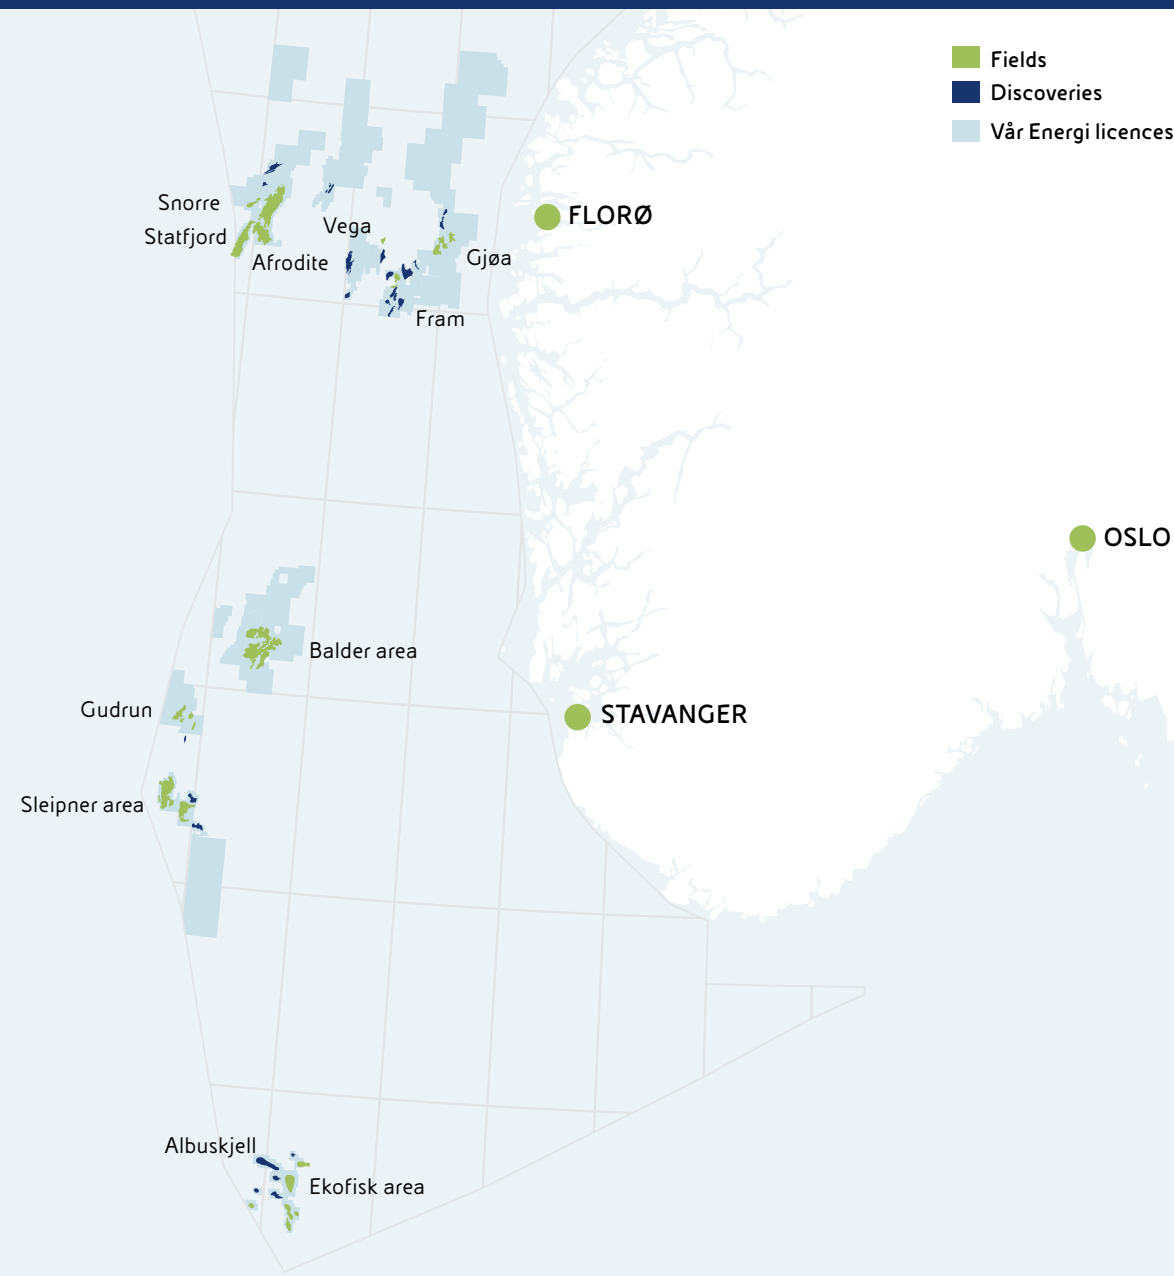 Fields
Discoveries
Vår Energi licences
Snorre
Statfjord
Vega
Afrodite
Gjøa
Fram
FLORØ
OSLO
Balder area
Gudrun
STAVANGER
Sleipner area
Albuskjell
Ekofisk area